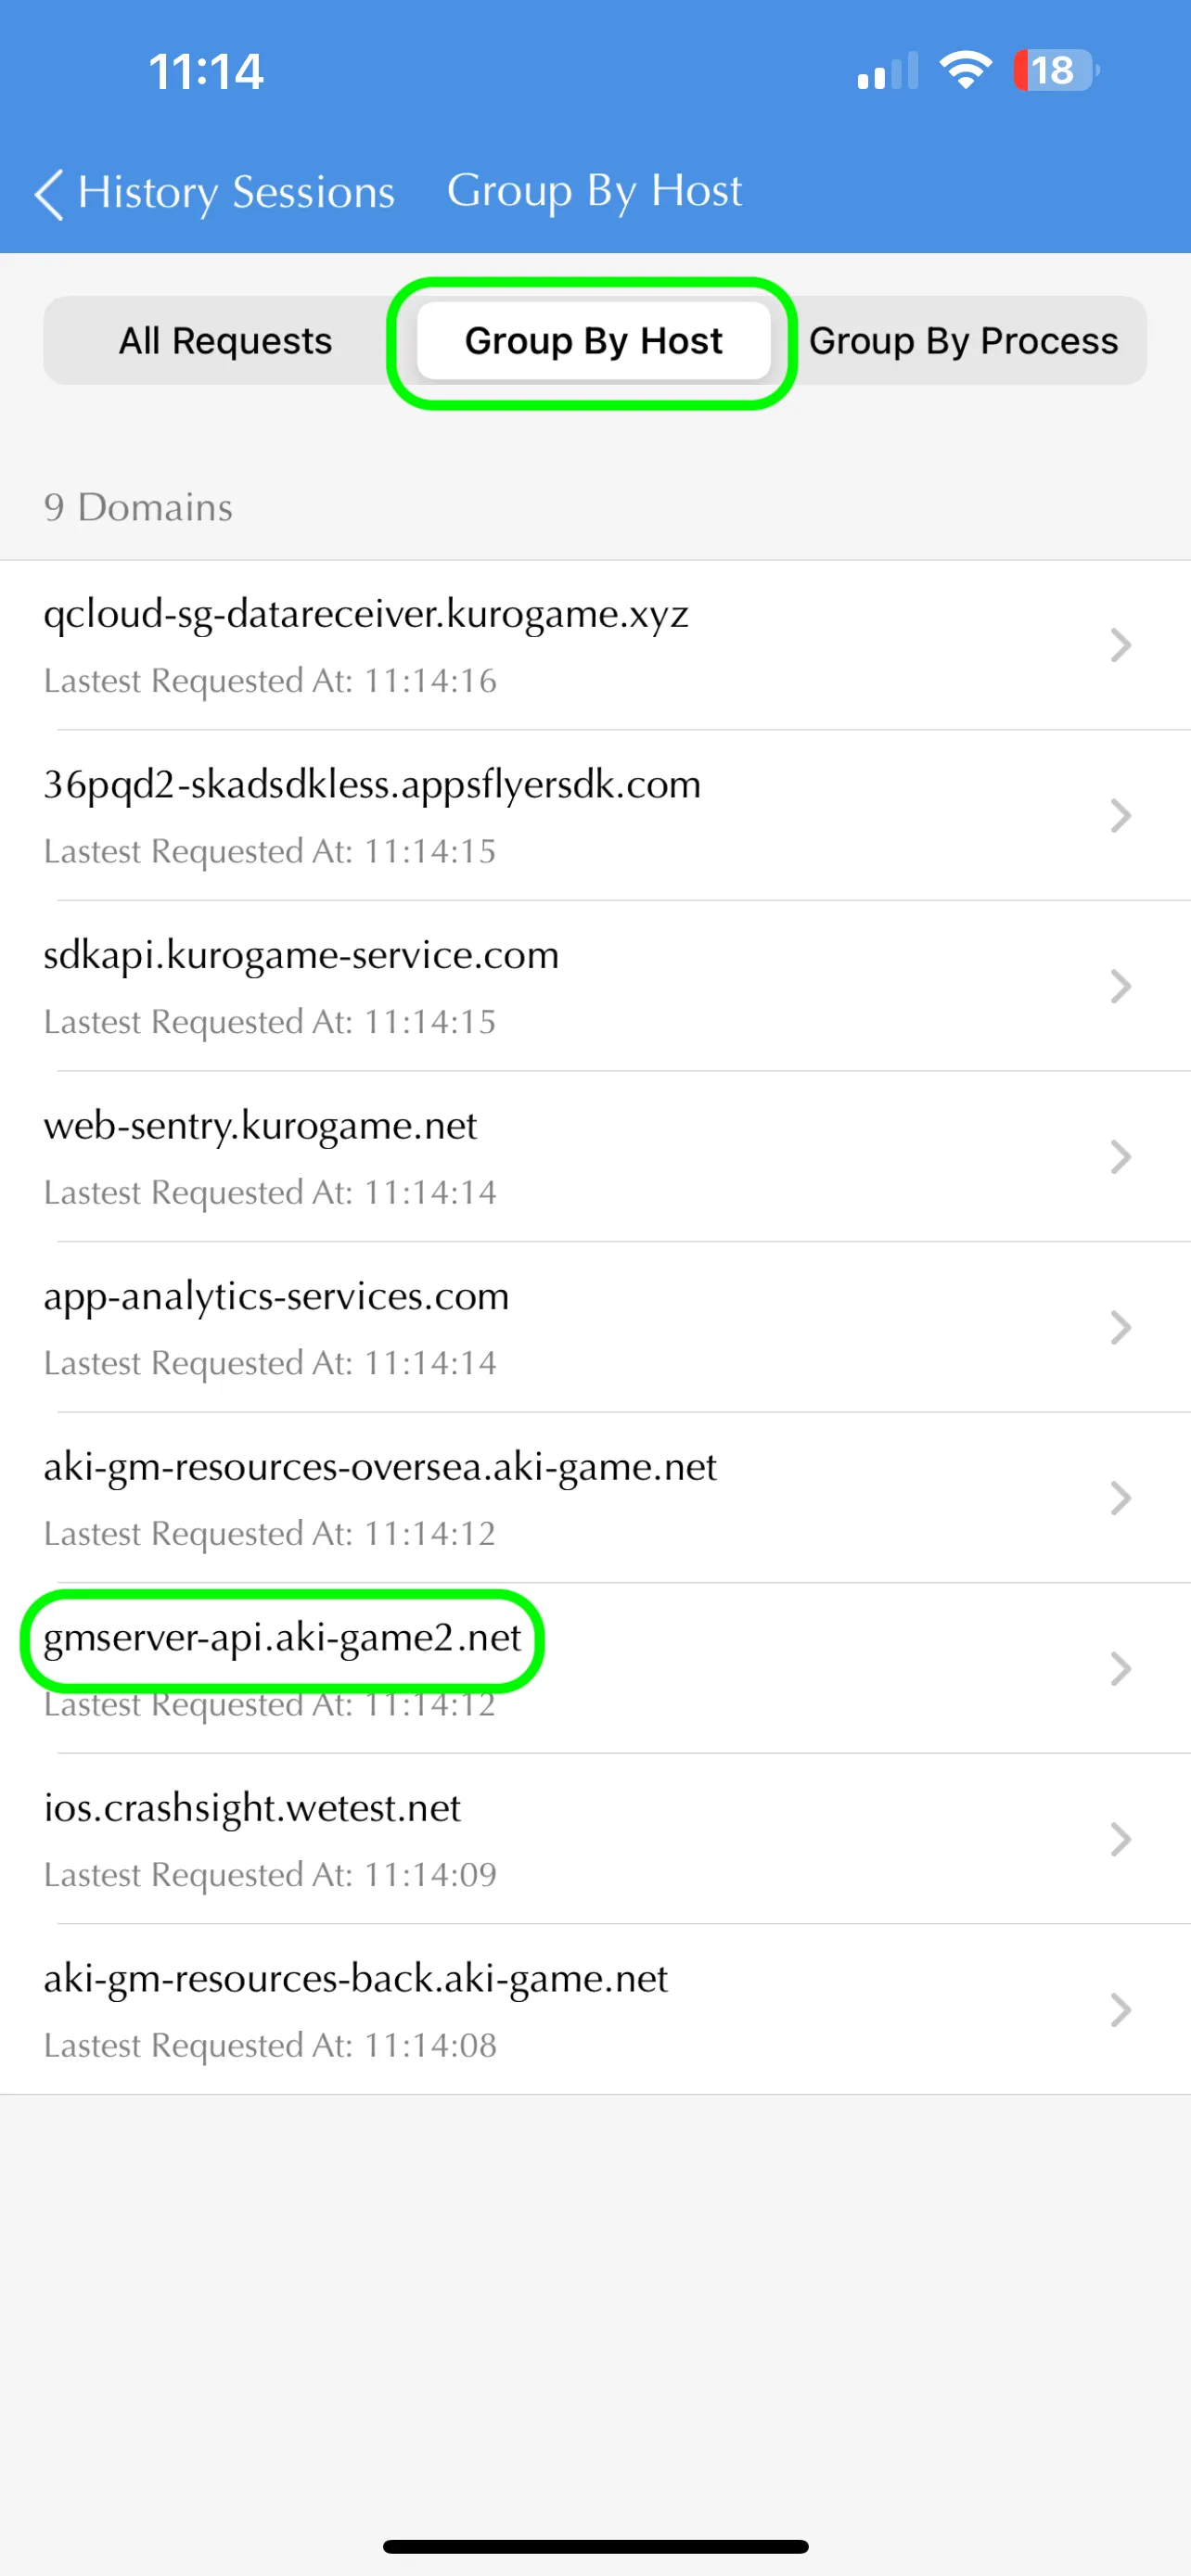 11:14
18
History Sessions
Group By Host
All Requests
Group By Host
Group By Process
9 Domains
qcloud-sg-datareceiver.kurogame.xyz
Lastest Requested At: 11:14:16
36pqd2-skadsdkless.appsflyersdk.com
Lastest Requested At: 11:14:15
sdkapi.kurogame-service.com
Lastest Requested At: 11:14:15
web-sentry.kurogame.net
Lastest Requested At: 11:14:14
app-analytics-services.com
Lastest Requested At: 11:14:14
aki-gm-resources-oversea.aki-game.net
Lastest Requested At: 11:14:12
gmserver-api.aki-game2.net
Lastest Requested At: 11:14:12
ios.crashsight.wetest.net
Lastest Requested At: 11:14:09
aki-gm-resources-back.aki-game.net
Lastest Requested At: 11:14:08